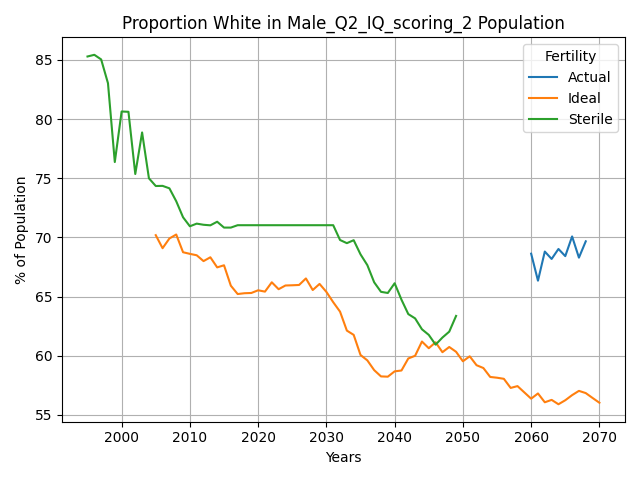 Proportion White in Male_Q2_IQ_scoring_2 Population
% of Population
85
80
75
70
65
60
55
Fertility
Actual
Ideal
Sterile
2000 2010 2020 2030 2040 2050 2060 2070
Years